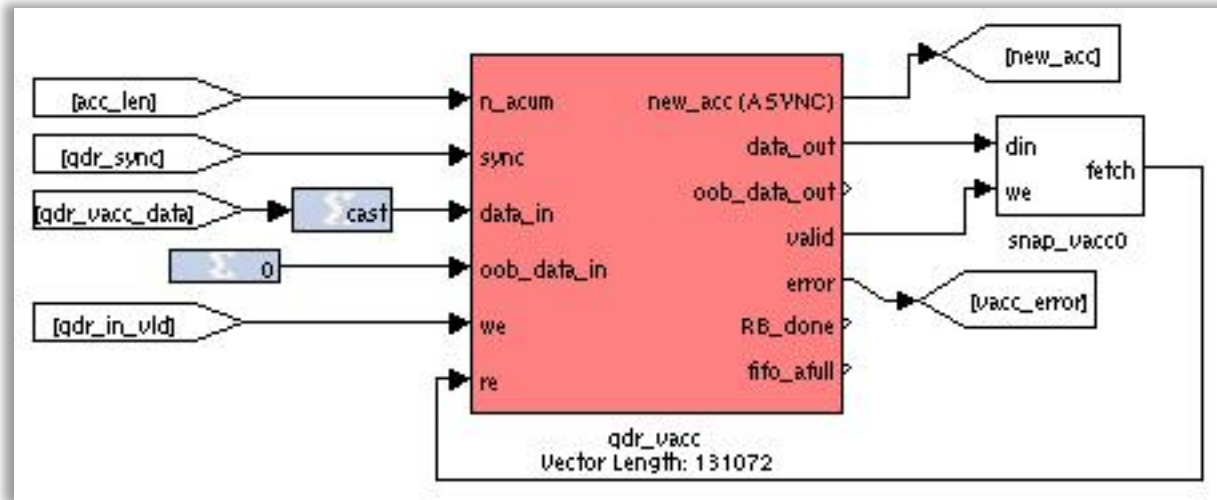 [acc_len]
[qdr_sync]
[qdr_vacc_data]
cast
0
[qdr_in_vld]
n_acum
sync
data_in
oob_data_in
we
re
new_acc (ASYNC)
data_out
oob_data_out
valid
error
RB_done
fifo_afull
qdr_vacc
Vector Length: 131072
[new_acc]
din
we
fetch
snap_vacc0
[vacc_error]